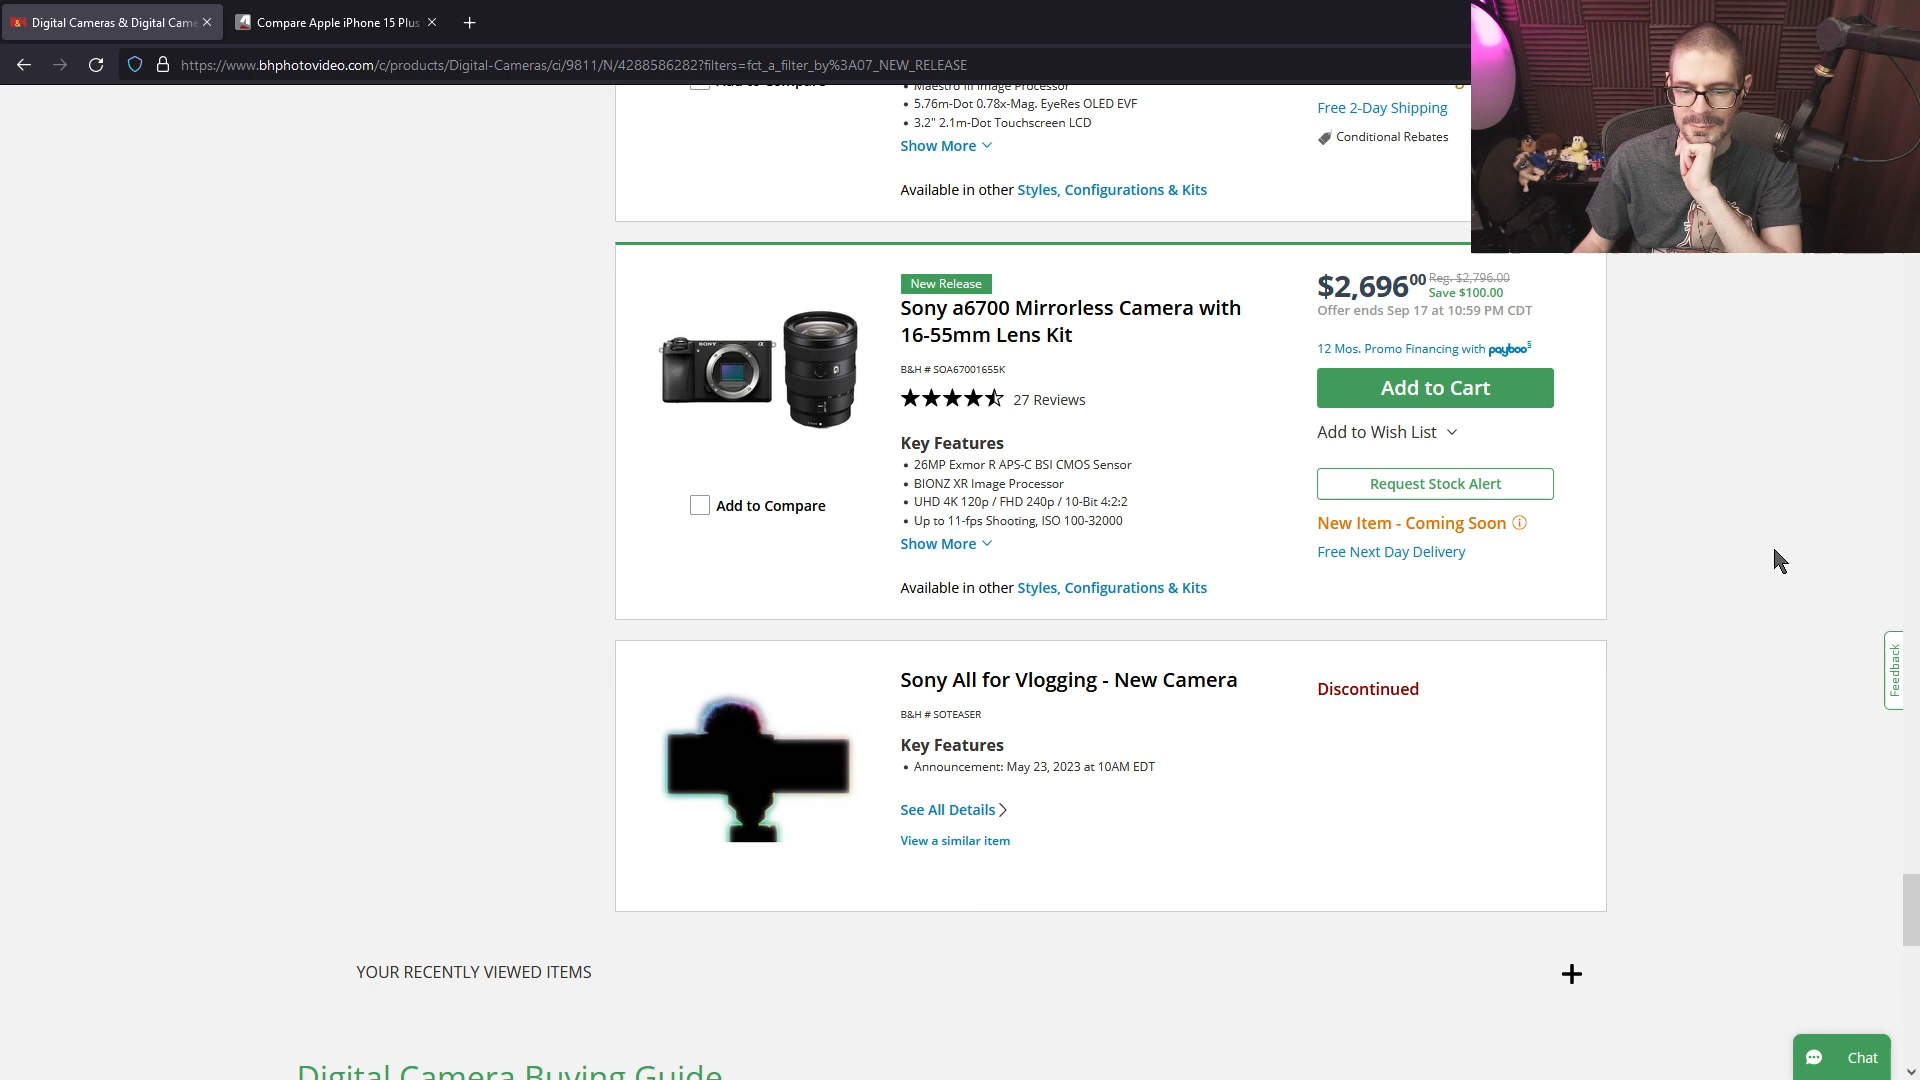 Digital Cameras & Digital Came
Compare Apple iPhone 15 Plus
https://www.bhphotovideo.com/c/products/Digital-Cameras/ci/9811/N/4288586282?filters=fct_a_filter_by%3A07_NEW_RELEASE
Add to Compare
Maestro III Image Processor
• 5.76m-Dot 0.78x-Mag. EyeRes OLED EVF
• 3.2" 2.1m-Dot Touchscreen LCD
Show More
Available in other Styles, Configurations & Kits
Free 2-Day Shipping
Conditional Rebates
New Release
Sony a6700 Mirrorless Camera with
16-55mm Lens Kit
B&H # SOA67001655K
27 Reviews
Key Features
• 26MP Exmor R APS-C BSI CMOS Sensor
• BIONZ XR Image Processor
• UHD 4K 120p / FHD 240p / 10-Bit 4:2:2
• Up to 11-fps Shooting, ISO 100-32000
Show More
Available in other Styles, Configurations & Kits
SONY
Add to Compare
$2,696.00 Reg. $2,796.00
Save $100.00
Offer ends Sep 17 at 10:59 PM CDT
12 Mos. Promo Financing with payboo§
Add to Cart
Add to Wish List
Request Stock Alert
New Item - Coming Soon
Free Next Day Delivery
Sony All for Vlogging - New Camera
B&H # SOTEASER
Key Features
• Announcement: May 23, 2023 at 10AM EDT
See All Details
View a similar item
Discontinued
Feedback
YOUR RECENTLY VIEWED ITEMS
Digital Camera Buying Guide
Chat